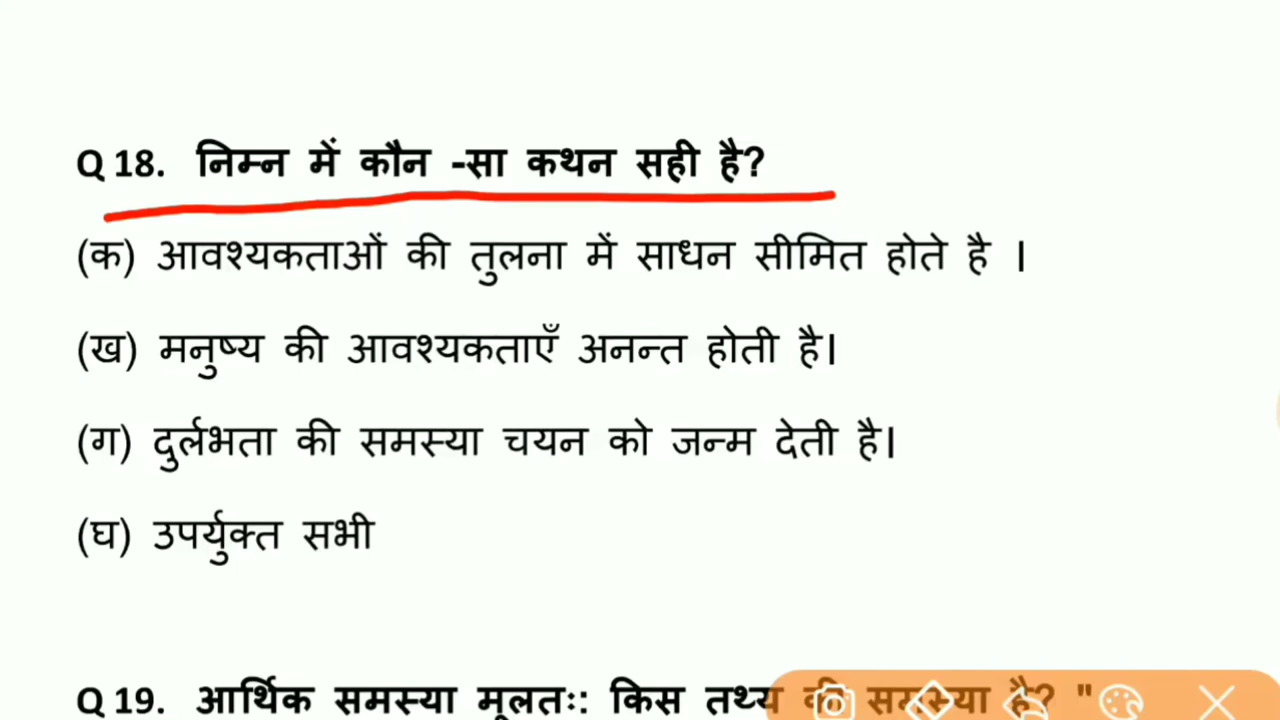 Q 18. निम्न में कौन -सा कथन सही है?
(क) आवश्यकताओं की तुलना में साधन सीमित होते है ।
(ख) मनुष्य की आवश्यकताएँ अनन्त होती है।
(ग) दुर्लभता की समस्या चयन को जन्म देती है।
(घ) उपर्युक्त सभी
Q 19. आर्थिक समस्या मूलतः: किस तथ्य की समस्या है? "